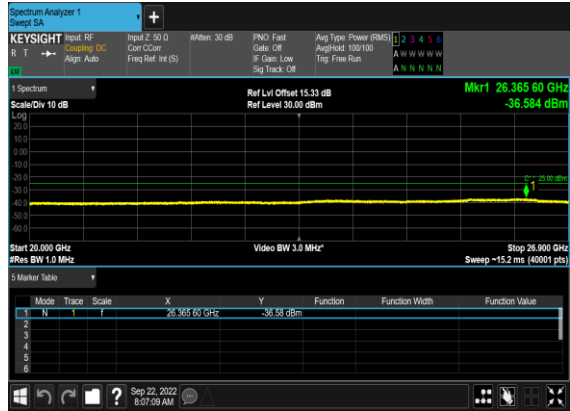 Spectrum Analyzer 1
Swept SA
+
KEYSIGHT Input: RF Input Z: 50 Ω #Atten: 30 dB PNO: Fast Avg Type: Power (RMS) 1 2 3 4 5 6
R T Coupling: DC Corr CCorr Gate: Off Avg|Hold: 100/100 A W W W W W
Align: Auto Freq Ref: Int (S) IF Gain: Low Trig: Free Run
Sig Track: Off A N N N N N
1 Spectrum Ref Lvl Offset 15.33 dB Mkr1 26.365 60 GHz
Scale/Div 10 dB Ref Level 30.00 dBm -36.584 dBm
Log
20.0
10.0
0.00
-10.0
-20.0
-30.0 1
-40.0
-50.0
-60.0
Start 20.000 GHz Video BW 3.0 MHz* Stop 26.900 GHz
#Res BW 1.0 MHz Sweep ~15.2 ms (40001 pts)
5 Marker Table
Mode Trace Scale X Y Function Function Width Function Value
1 N 1 f 26.365 60 GHz -36.58 dBm
2
3
4
5
6
? Sep 22, 2022
8:07:09 AM